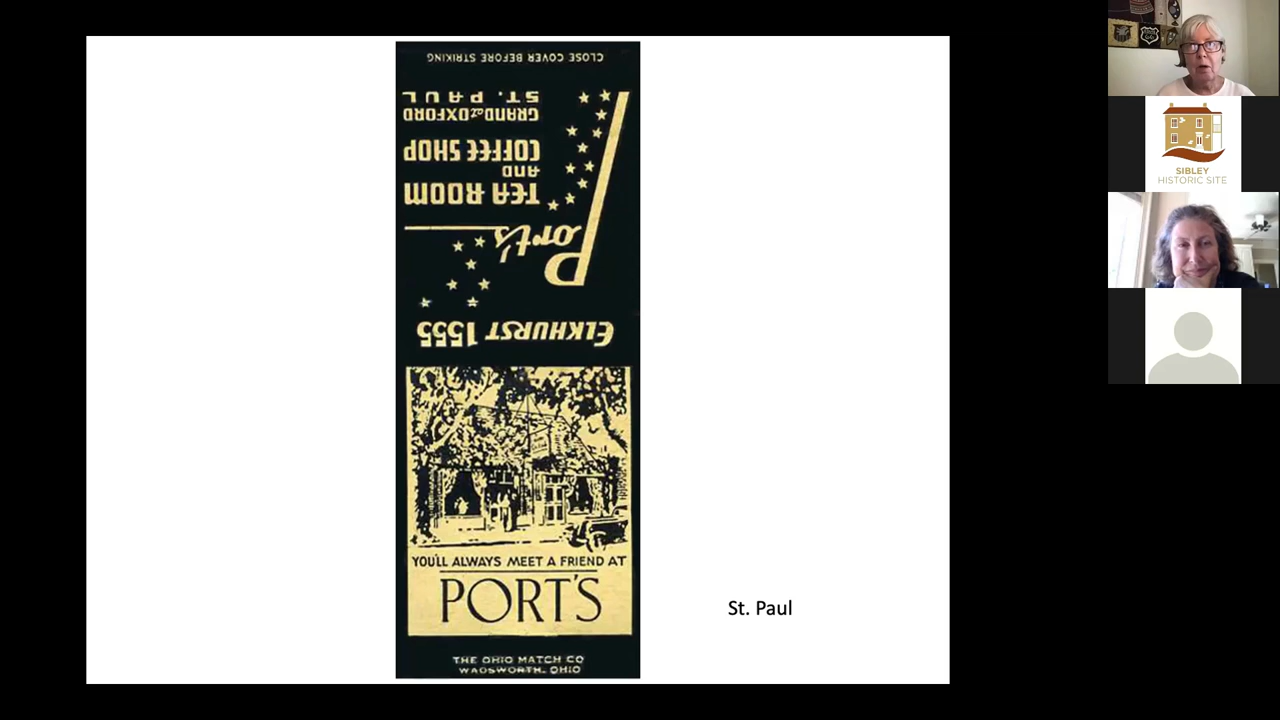 CLOSE COVER BEFORE STRIKING
ST. PAUL
GRAND at OXFORD
COFFEE SHOP
AND
TEA ROOM
Port's
ELKHURST 1555
YOU'LL ALWAYS MEET A FRIEND AT
PORT'S
THE OHIO MATCH CO
WADSWORTH, OHIO
St. Paul
SIBLEY
HISTORIC SITE